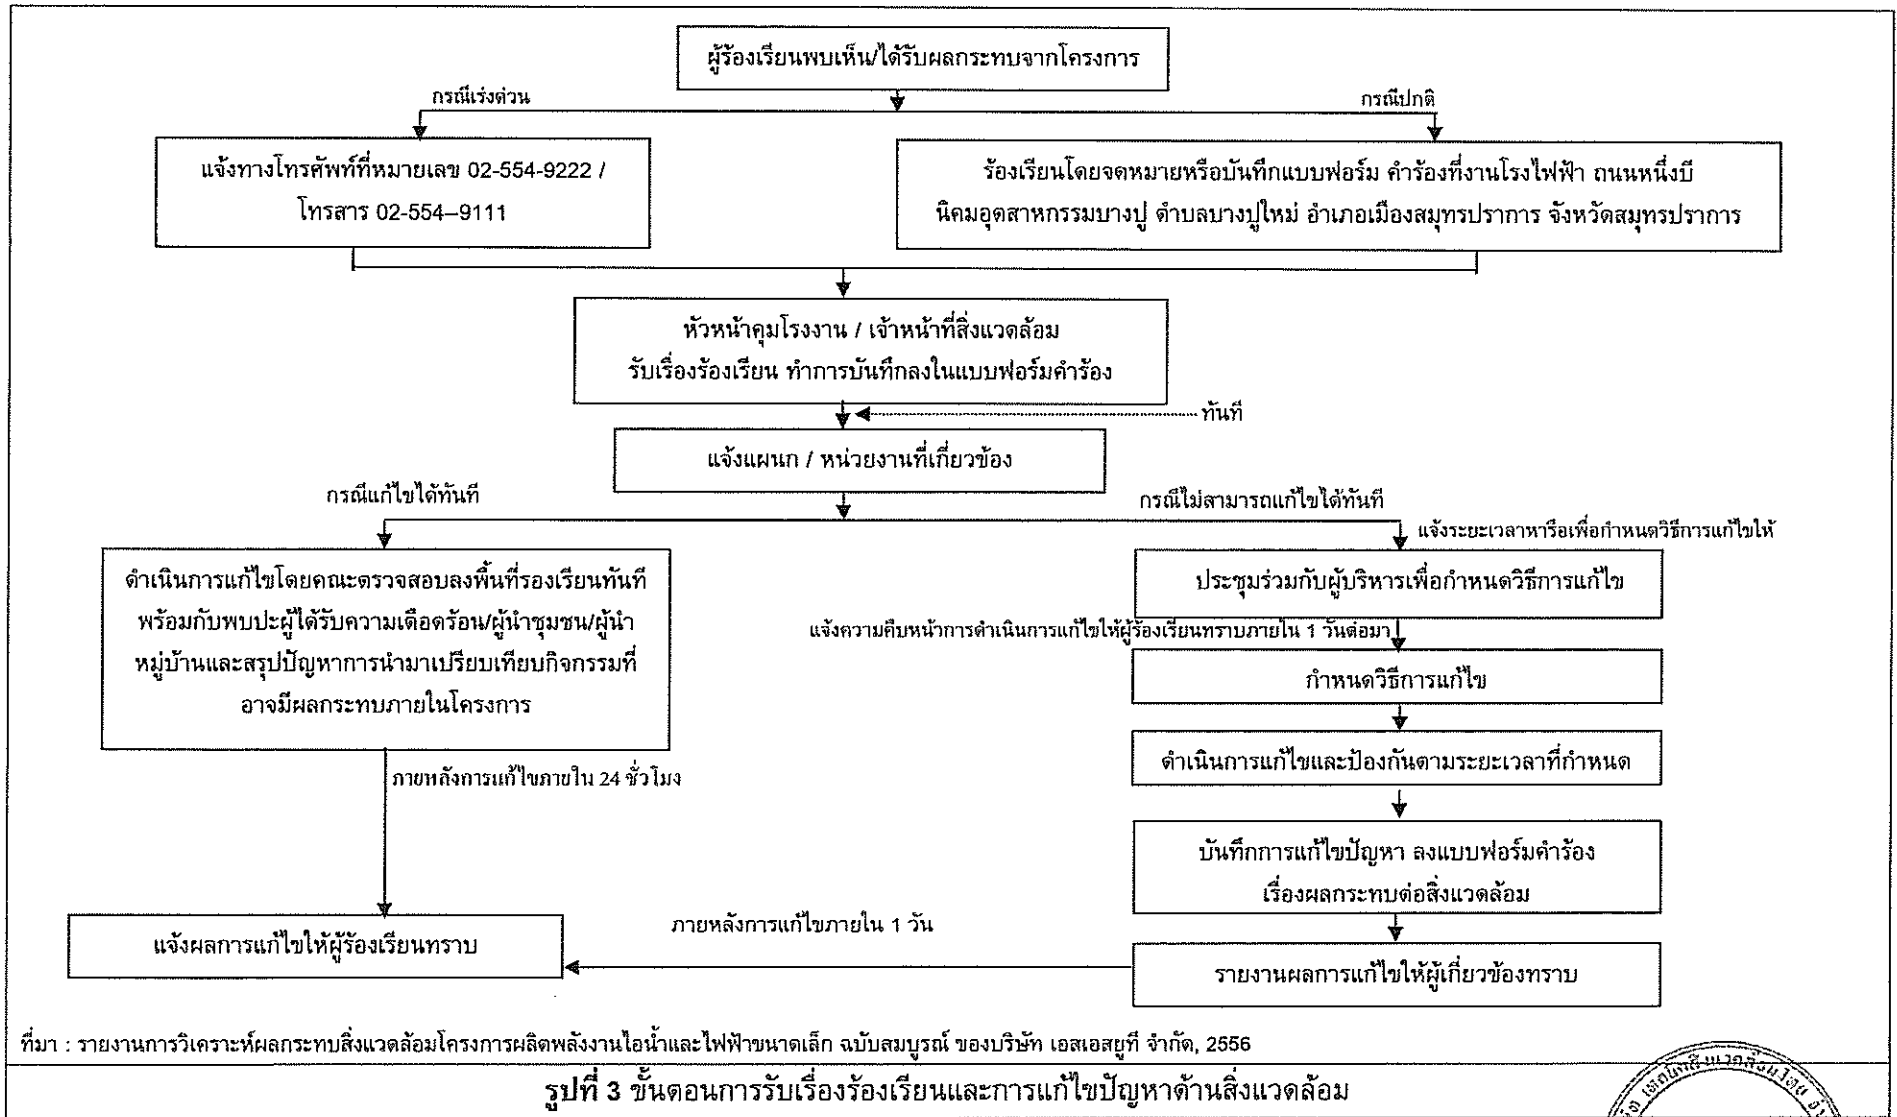 ผู้ร้องเรียนพบเห็น/ได้รับผลกระทบจากโครงการ
กรณีเร่งด่วน
กรณีปกติ
แจ้งทางโทรศัพท์ที่หมายเลข 02-554-9222 /
โทรสาร 02-554–9111
ร้องเรียนโดยจดหมายหรือบันทึกแบบฟอร์ม คำร้องที่งานโรงไฟฟ้า ถนนหนึ่งบี
นิคมอุตสาหกรรมบางปู ตำบลบางปูใหม่ อำเภอเมืองสมุทรปราการ จังหวัดสมุทรปราการ
หัวหน้าคุมโรงงาน / เจ้าหน้าที่สิ่งแวดล้อม
รับเรื่องร้องเรียน ทำการบันทึกลงในแบบฟอร์มคำร้อง
ทันที
แจ้งแผนก / หน่วยงานที่เกี่ยวข้อง
กรณีแก้ไขได้ทันที
กรณีไม่สามารถแก้ไขได้ทันที
แจ้งระยะเวลาหารือเพื่อกำหนดวิธีการแก้ไขให้
ดำเนินการแก้ไขโดยคณะตรวจสอบลงพื้นที่รองเรียนทันที
พร้อมกับพบปะผู้ได้รับความเดือดร้อน/ผู้นำชุมชน/ผู้นำ
หมู่บ้านและสรุปปัญหาการนำมาเปรียบเทียบกิจกรรมที่
อาจมีผลกระทบภายในโครงการ
ประชุมร่วมกับผู้บริหารเพื่อกำหนดวิธีการแก้ไข
แจ้งความคืบหน้าการดำเนินการแก้ไขให้ผู้ร้องเรียนทราบภายใน 1 วันต่อมา
กำหนดวิธีการแก้ไข
ดำเนินการแก้ไขและป้องกันตามระยะเวลาที่กำหนด
ภายหลังการแก้ไขภายใน 24 ชั่วโมง
บันทึกการแก้ไขปัญหา ลงแบบฟอร์มคำร้อง
เรื่องผลกระทบต่อสิ่งแวดล้อม
แจ้งผลการแก้ไขให้ผู้ร้องเรียนทราบ
ภายหลังการแก้ไขภายใน 1 วัน
รายงานผลการแก้ไขให้ผู้เกี่ยวข้องทราบ
ที่มา : รายงานการวิเคราะห์ผลกระทบสิ่งแวดล้อมโครงการผลิตพลังงานไอน้ำและไฟฟ้าขนาดเล็ก ฉบับสมบูรณ์ ของบริษัท เอสเอสยูที จำกัด, 2556
รูปที่ 3 ขั้นตอนการรับเรื่องร้องเรียนและการแก้ไขปัญหาด้านสิ่งแวดล้อม